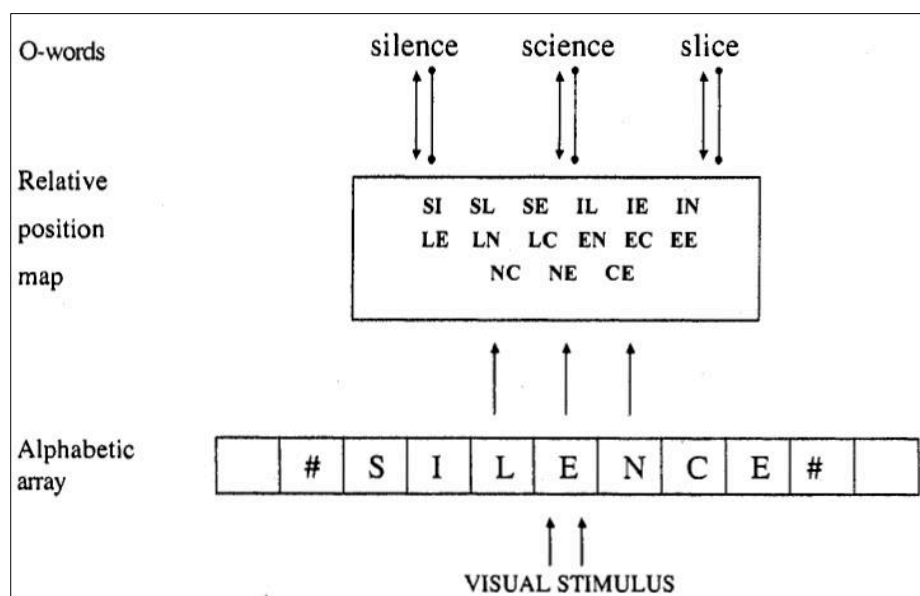 O-words silence science slice
Relative
position
map
SI SL SE IL IE IN
LE LN LC EN EC EE
NC NE CE
Alphabetic
array
# S I L E N C E #
VISUAL STIMULUS